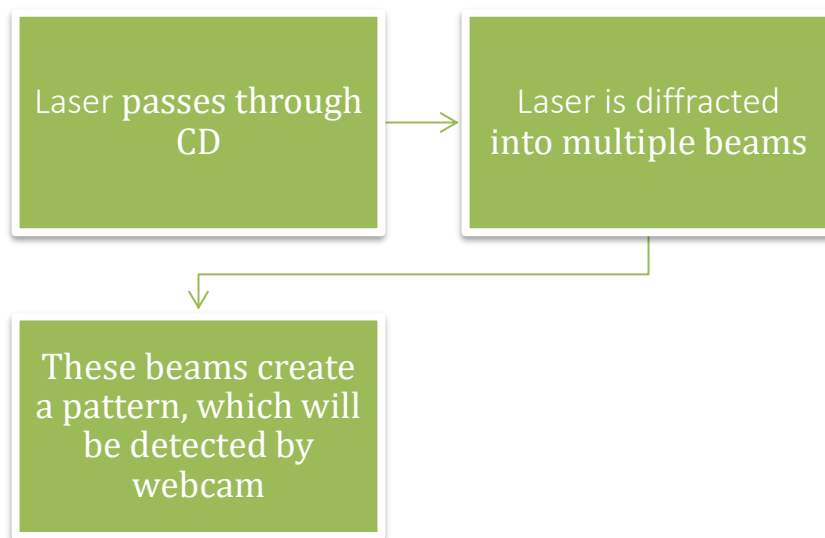 Laser passes through
CD
Laser is diffracted
into multiple beams
These beams create
a pattern, which will
be detected by
webcam